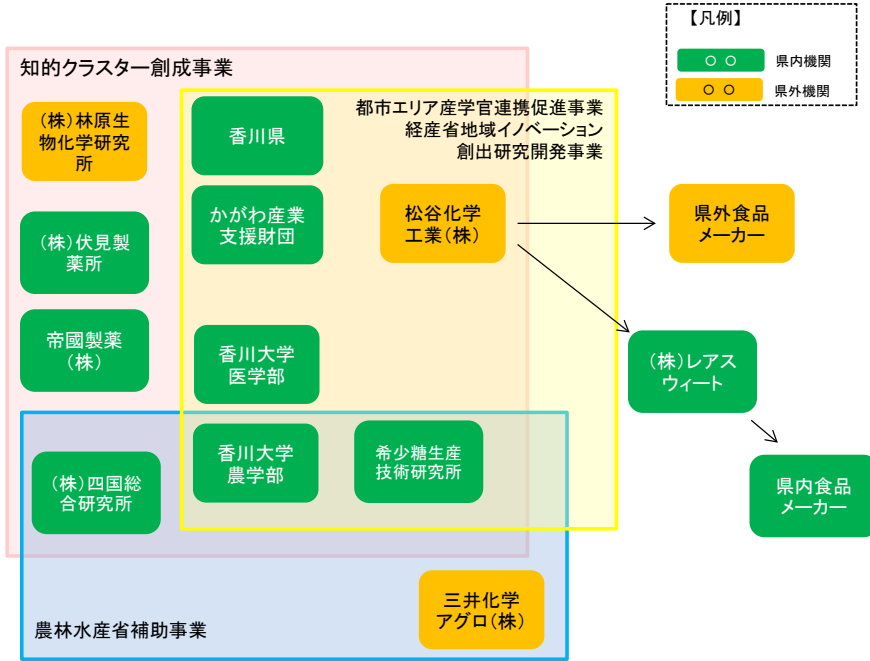 【凡例】
○ ○
県内機関
○ ○
県外機関
知的クラスター創成事業
都市エリア産学官連携促進事業
経産省地域イノベーション
創出研究開発事業
(株)林原生
物化学研究
所
香川県
(株)伏見製
薬所
かがわ産業
支援財団
松谷化学
工業(株)
県外食品
メーカー
帝國製薬
(株)
香川大学
医学部
(株)レアス
ウィート
(株)四国総
合研究所
香川大学
農学部
希少糖生産
技術研究所
県内食品
メーカー
三井化学
アグロ(株)
農林水産省補助事業